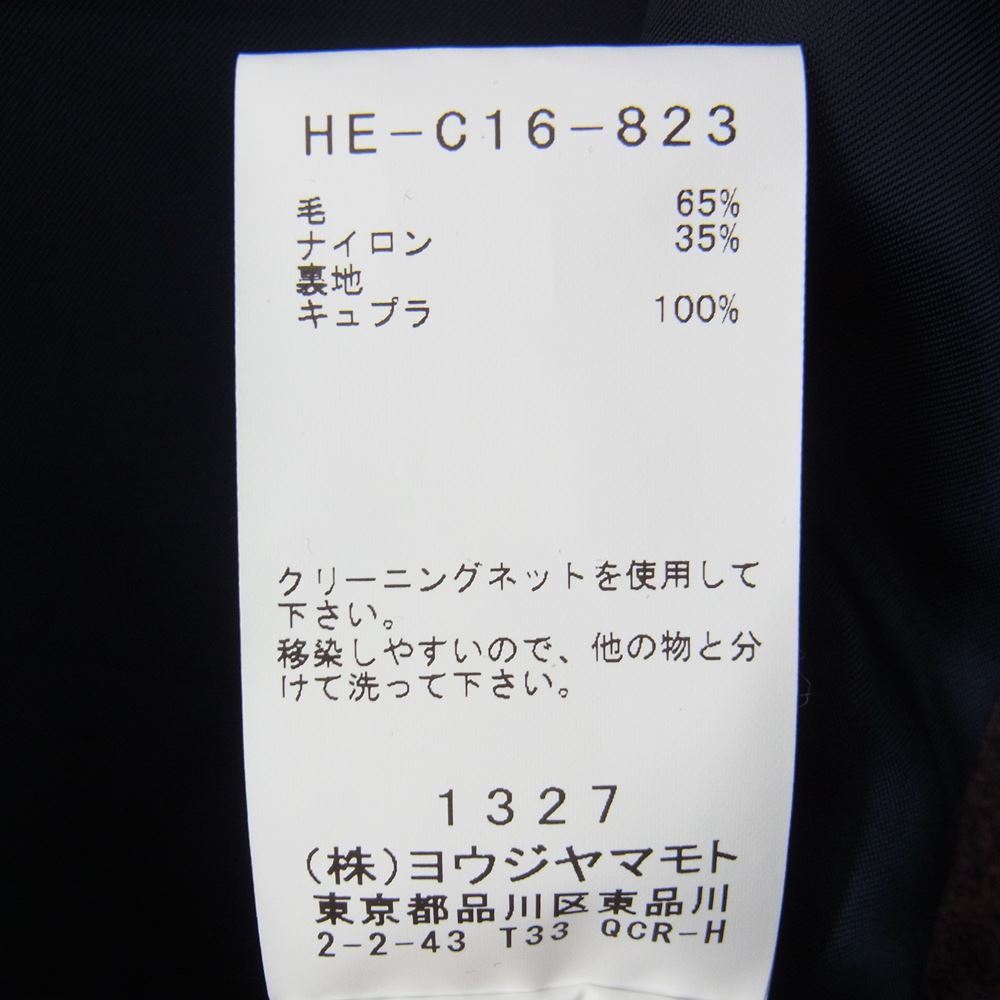 HE-C16-823
毛 65%
ナイロン 35%
裏地
キュプラ 100%
クリーニングネットを使用して
下さい。
移染しやすいので、他の物と分
けて洗って下さい。
1327
(株)ヨウジヤマモト
東京都品川区東品川
2-2-43 T33 QCR-H